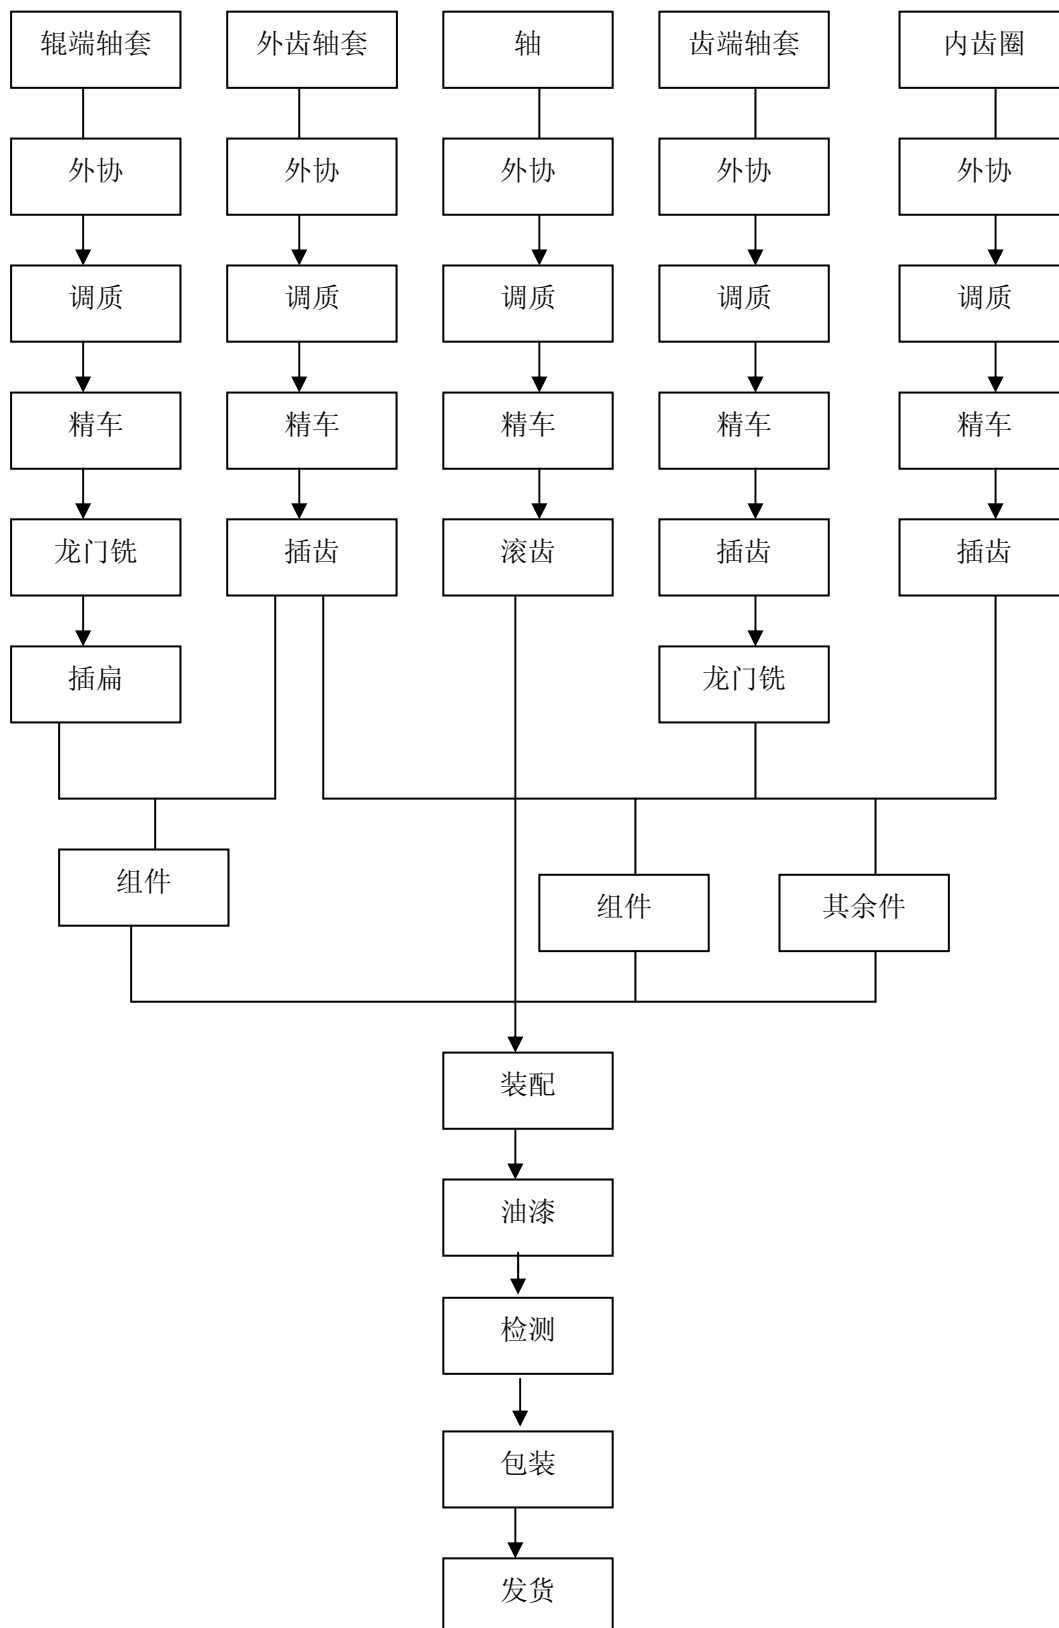 辊端轴套
外齿轴套
轴
齿端轴套
内齿圈
外协
外协
外协
外协
外协
调质
调质
调质
调质
调质
精车
精车
精车
精车
精车
龙门铣
插齿
滚齿
插齿
插齿
插扁
龙门铣
组件
组件
其余件
装配
油漆
检测
包装
发货